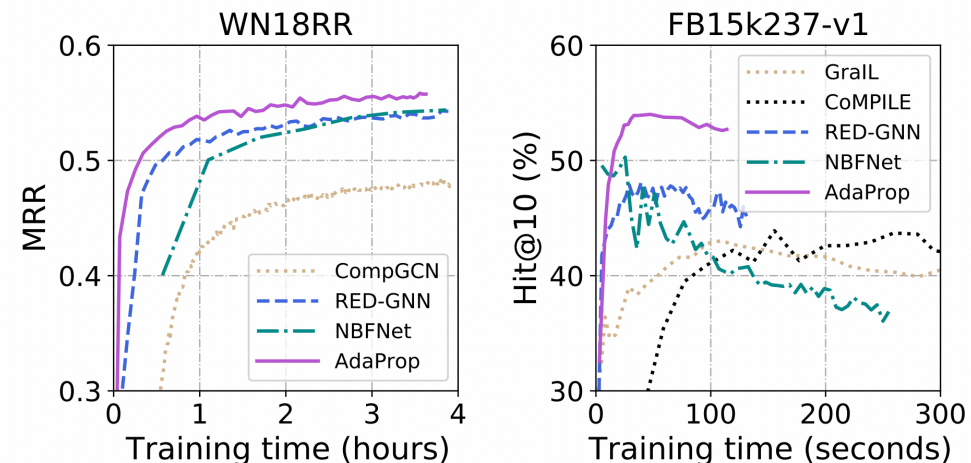 WN18RR
MRR
0.6
0.5
0.4
0.3
0
1
2
3
4
Training time (hours)
CompGCN
RED-GNN
NBFNet
AdaProp
FB15k237-v1
Hit@10 (%)
60
50
40
30
0
100
200
300
Training time (seconds)
GraIL
CoMPILE
RED-GNN
NBFNet
AdaProp